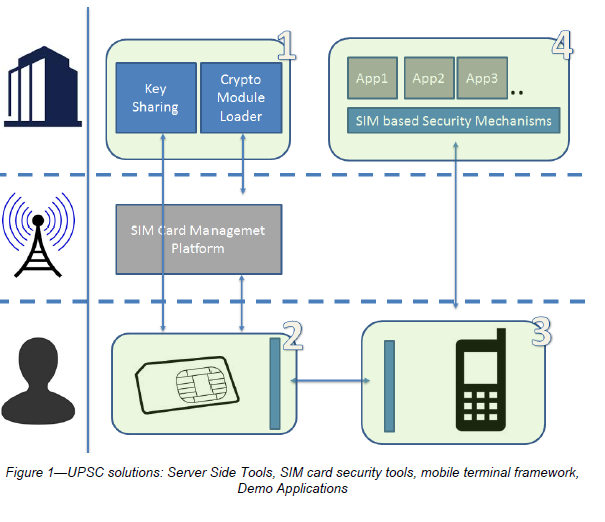 1
4
Key
Sharing
Crypto
Module
Loader
App1 App2 App3 ..
SIM based Security Mechanisms
SIM Card Managemet
Platform
2
3
Figure 1—UPSC solutions: Server Side Tools, SIM card security tools, mobile terminal framework,
Demo Applications